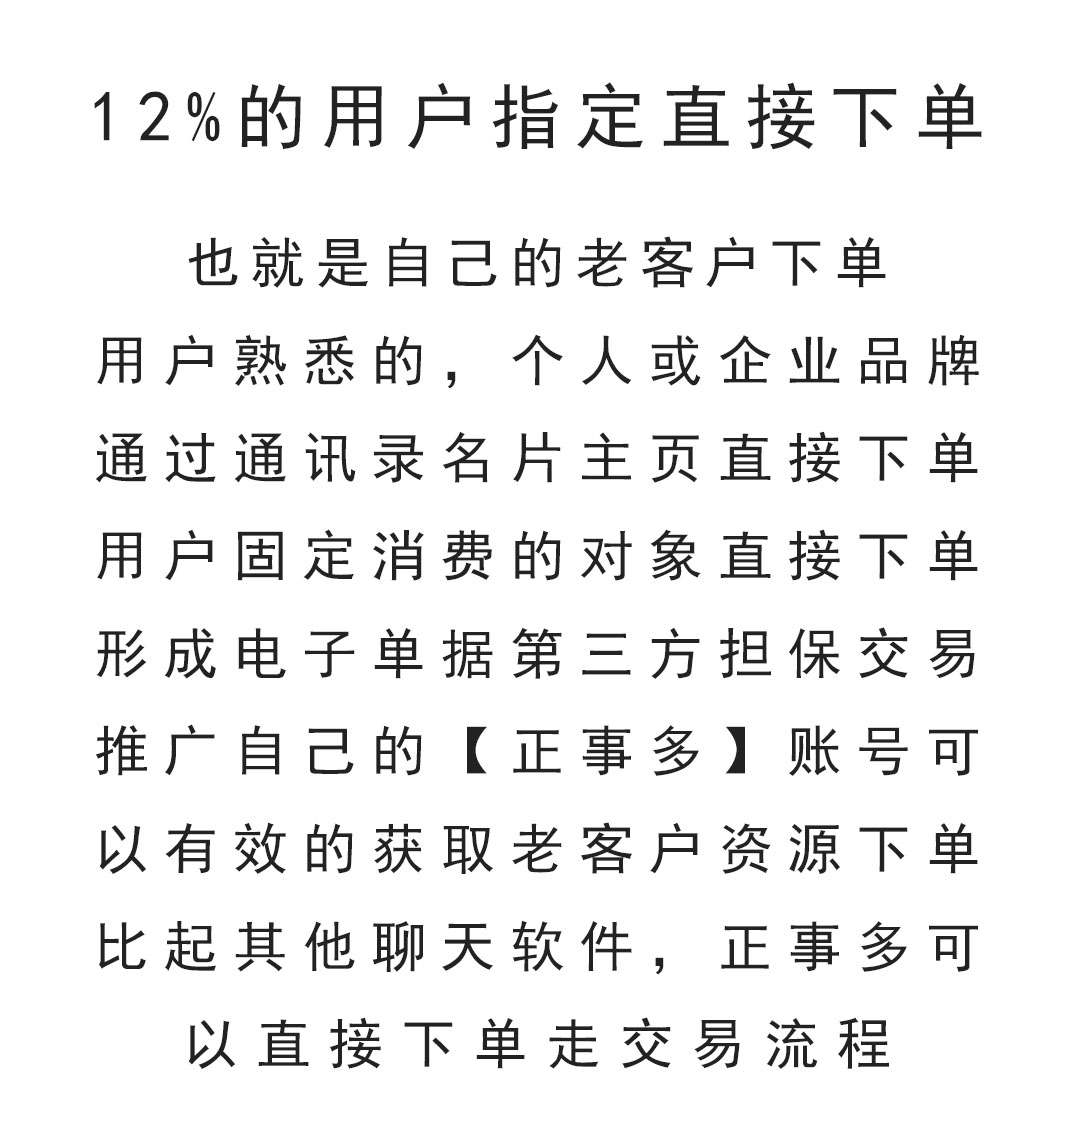 12%的用户指定直接下单
也就是自己的老客户下单
用户熟悉的，个人或企业品牌
通过通讯录名片主页直接下单
用户固定消费的对象直接下单
形成电子单据第三方担保交易
推广自己的【正事多】账号可
以有效的获取老客户资源下单
比起其他聊天软件，正事多可
以直接下单走交易流程